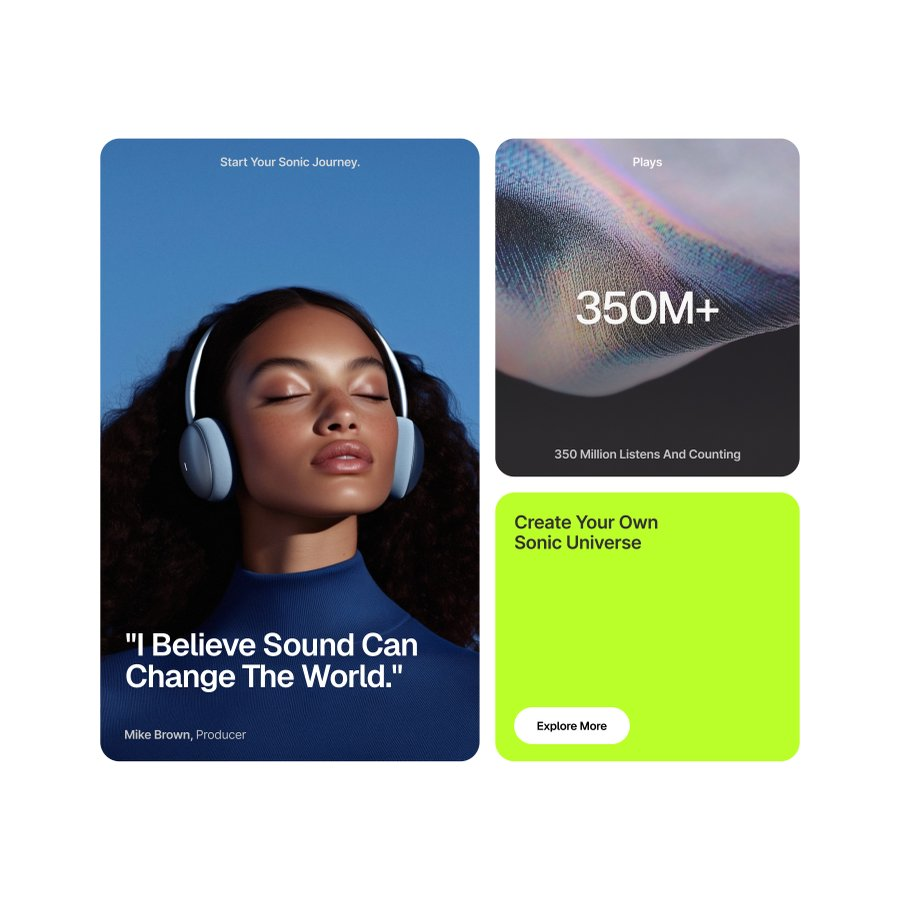 Start Your Sonic Journey.
"I Believe Sound Can
Change The World."
Mike Brown, Producer
Plays
350M+
350 Million Listens And Counting
Create Your Own
Sonic Universe
Explore More